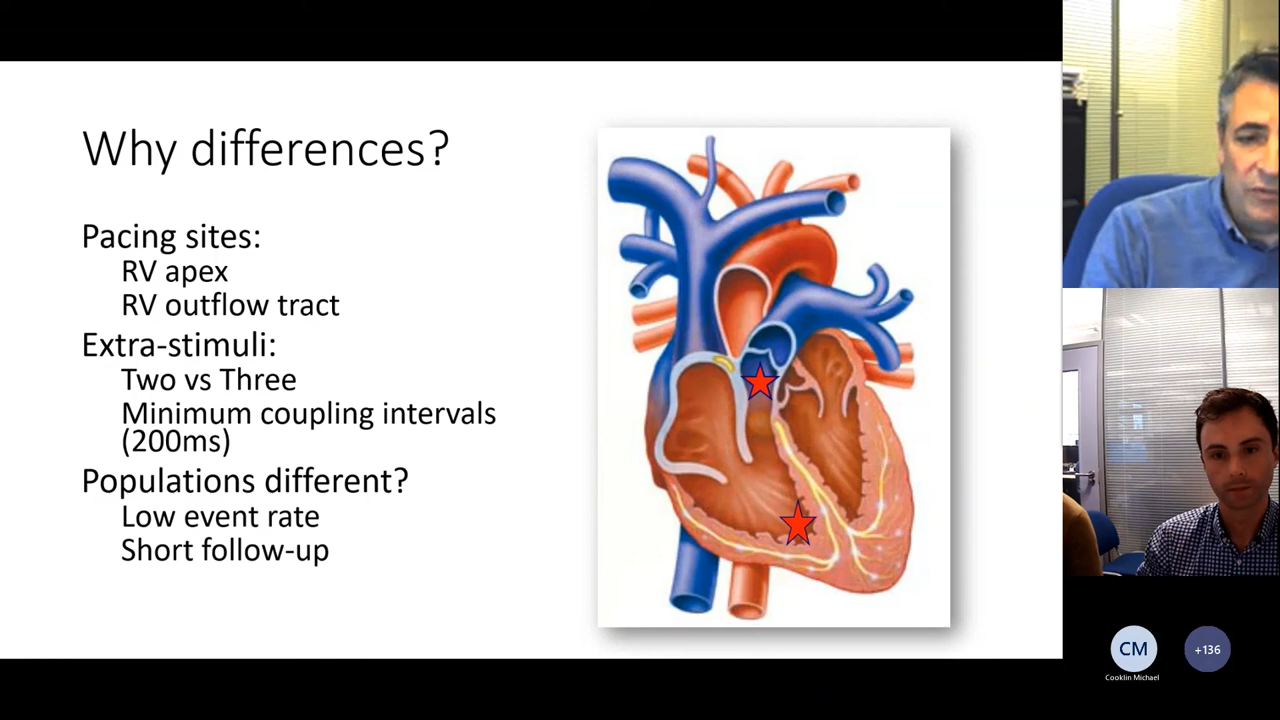 Why differences?
Pacing sites:
RV apex
RV outflow tract
Extra-stimuli:
Two vs Three
Minimum coupling intervals
(200ms)
Populations different?
Low event rate
Short follow-up
CM
+136
Cooklin Michael